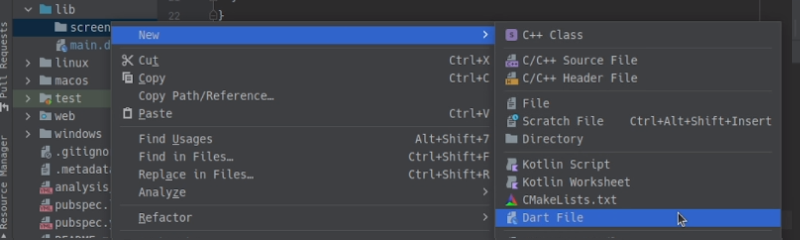 lib
22
}
screen
main.d
linux
macos
test
web
windows
.gitigno
.metadat
analysis_
pubspec.
pubspec.
Pull Requests
Resource Manager
New
Cut Ctrl+X
Copy Ctrl+C
Copy Path/Reference…
Paste Ctrl+V
Find Usages Alt+Shift+7
Find in Files… Ctrl+Shift+F
Replace in Files… Ctrl+Shift+R
Analyze
Refactor
C++ Class
C/C++ Source File
C/C++ Header File
File
Scratch File Ctrl+Alt+Shift+Insert
Directory
Kotlin Script
Kotlin Worksheet
CMakeLists.txt
Dart File